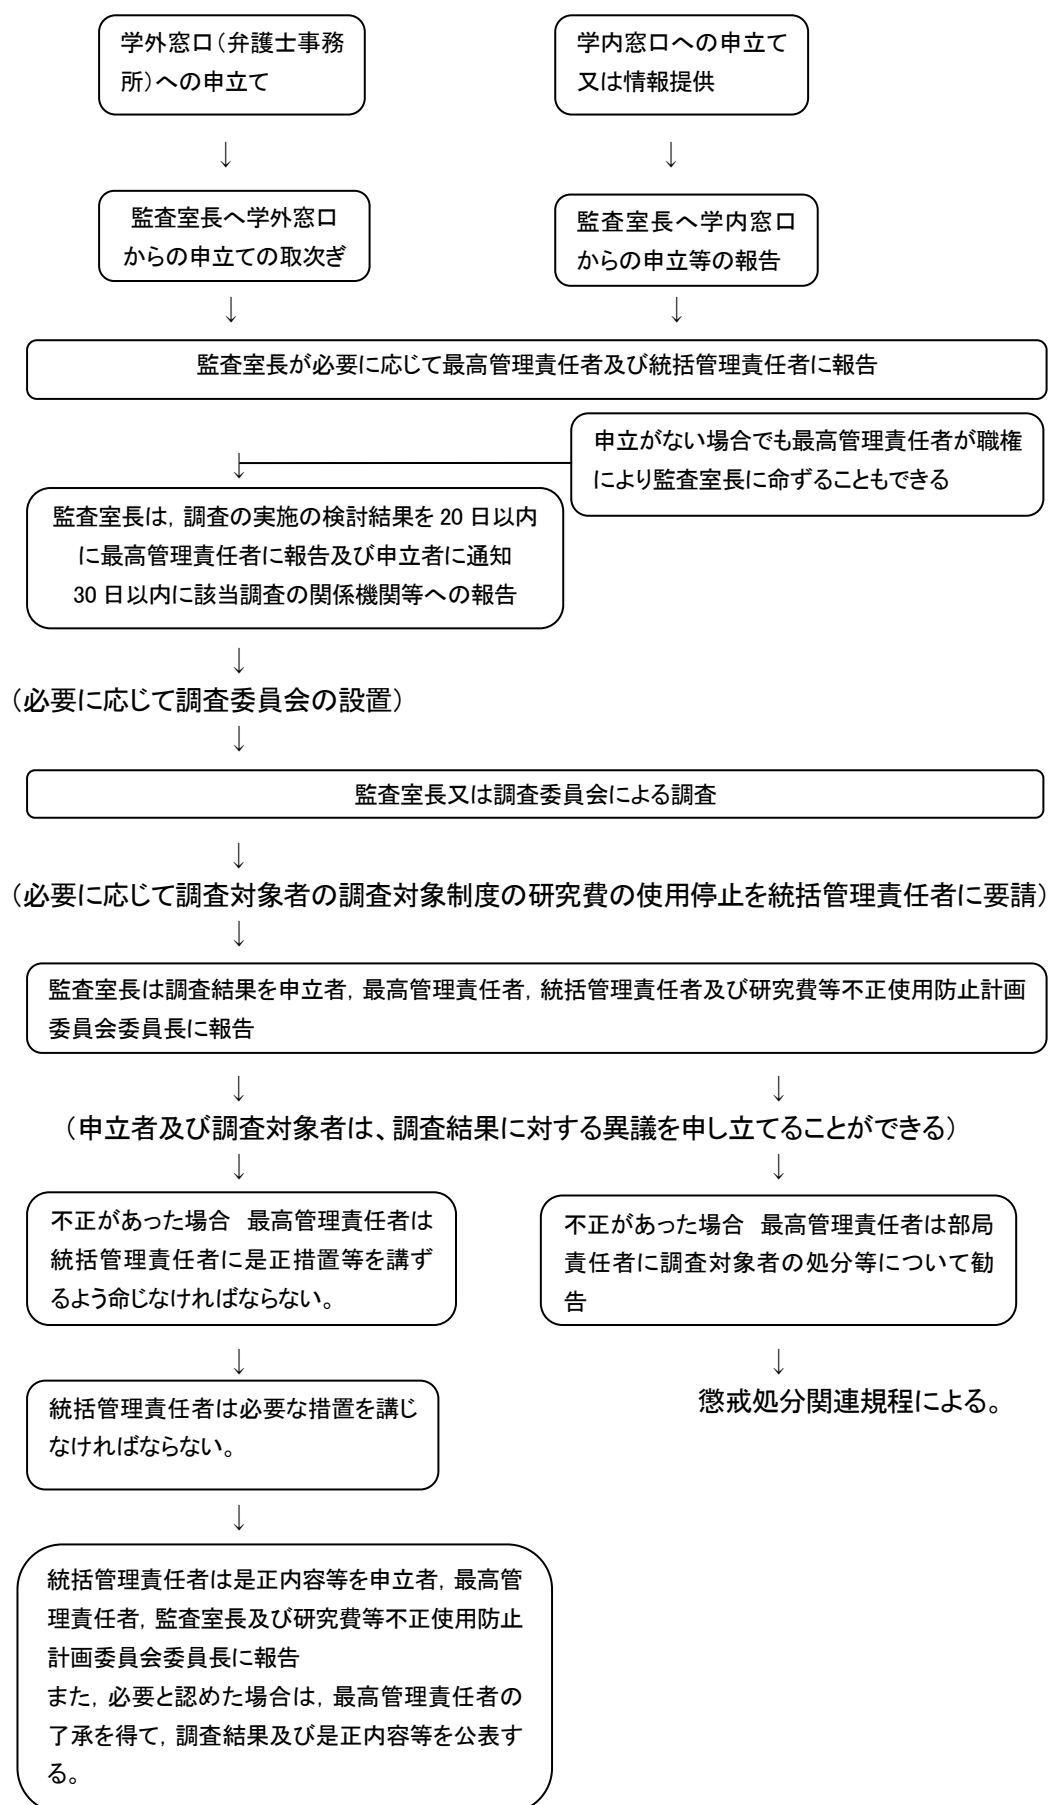 学外窓口（弁護士事務
所）への申立て
学内窓口への申立て
又は情報提供
↓
↓
監査室長へ学外窓口
からの申立ての取次ぎ
監査室長へ学内窓口
からの申立等の報告
↓
↓
監査室長が必要に応じて最高管理責任者及び統括管理責任者に報告
申立がない場合でも最高管理責任者が職権
により監査室長に命ずることもできる
↓
監査室長は，調査の実施の検討結果を 20 日以内
に最高管理責任者に報告及び申立者に通知
30 日以内に該当調査の関係機関等への報告
↓
（必要に応じて調査委員会の設置）
↓
監査室長又は調査委員会による調査
↓
（必要に応じて調査対象者の調査対象制度の研究費の使用停止を統括管理責任者に要請）
↓
監査室長は調査結果を申立者，最高管理責任者，統括管理責任者及び研究費等不正使用防止計画
委員会委員長に報告
↓
↓
（申立者及び調査対象者は、調査結果に対する異議を申し立てることができる）
↓
↓
不正があった場合　最高管理責任者は
統括管理責任者に是正措置等を講ず
るよう命じなければならない。
不正があった場合　最高管理責任者は部局
責任者に調査対象者の処分等について勧
告
↓
↓
統括管理責任者は必要な措置を講じ
なければならない。
懲戒処分関連規程による。
↓
統括管理責任者は是正内容等を申立者，最高管
理責任者，監査室長及び研究費等不正使用防止
計画委員会委員長に報告
また，必要と認めた場合は，最高管理責任者の
了承を得て，調査結果及び是正内容等を公表す
る。